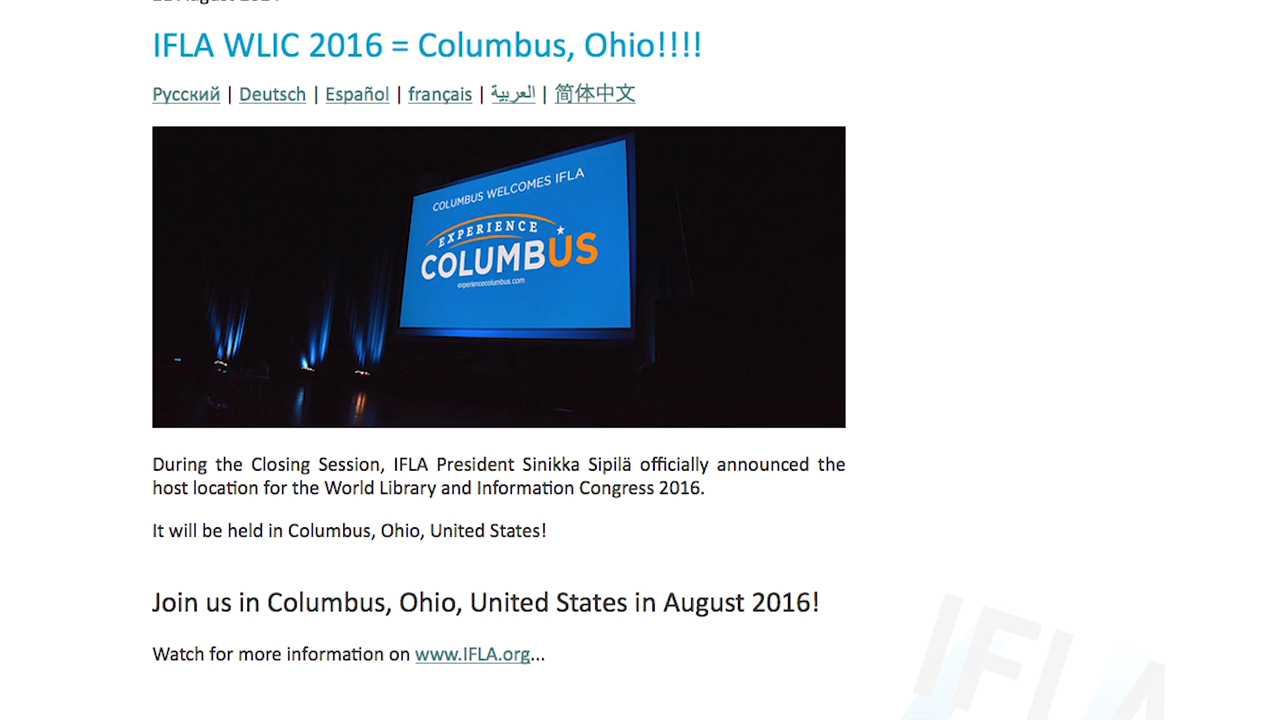 IFLA WLIC 2016 = Columbus, Ohio!!!!
Русский | Deutsch | Español | français | العربية | 简体中文
COLUMBUS WELCOMES IFLA
EXPERIENCE
COLUMBUS
experiencecolumbus.com
During the Closing Session, IFLA President Sinikka Sipilä officially announced the
host location for the World Library and Information Congress 2016.
It will be held in Columbus, Ohio, United States!
Join us in Columbus, Ohio, United States in August 2016!
Watch for more information on www.IFLA.org...
IFLA